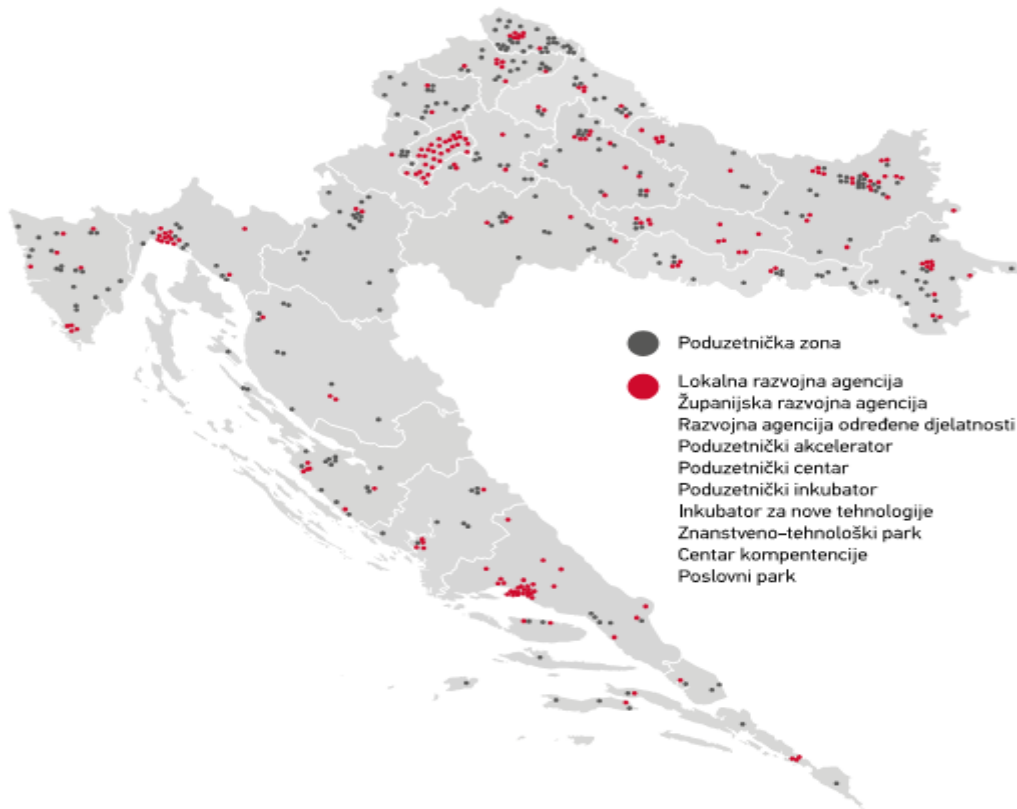 Poduzetnička zona
Lokalna razvojna agencija
Županijska razvojna agencija
Razvojna agencija određene djelatnosti
Poduzetnički akcelerator
Poduzetnički centar
Poduzetnički inkubator
Inkubator za nove tehnologije
Znanstveno-tehnološki park
Centar kompentencije
Poslovni park